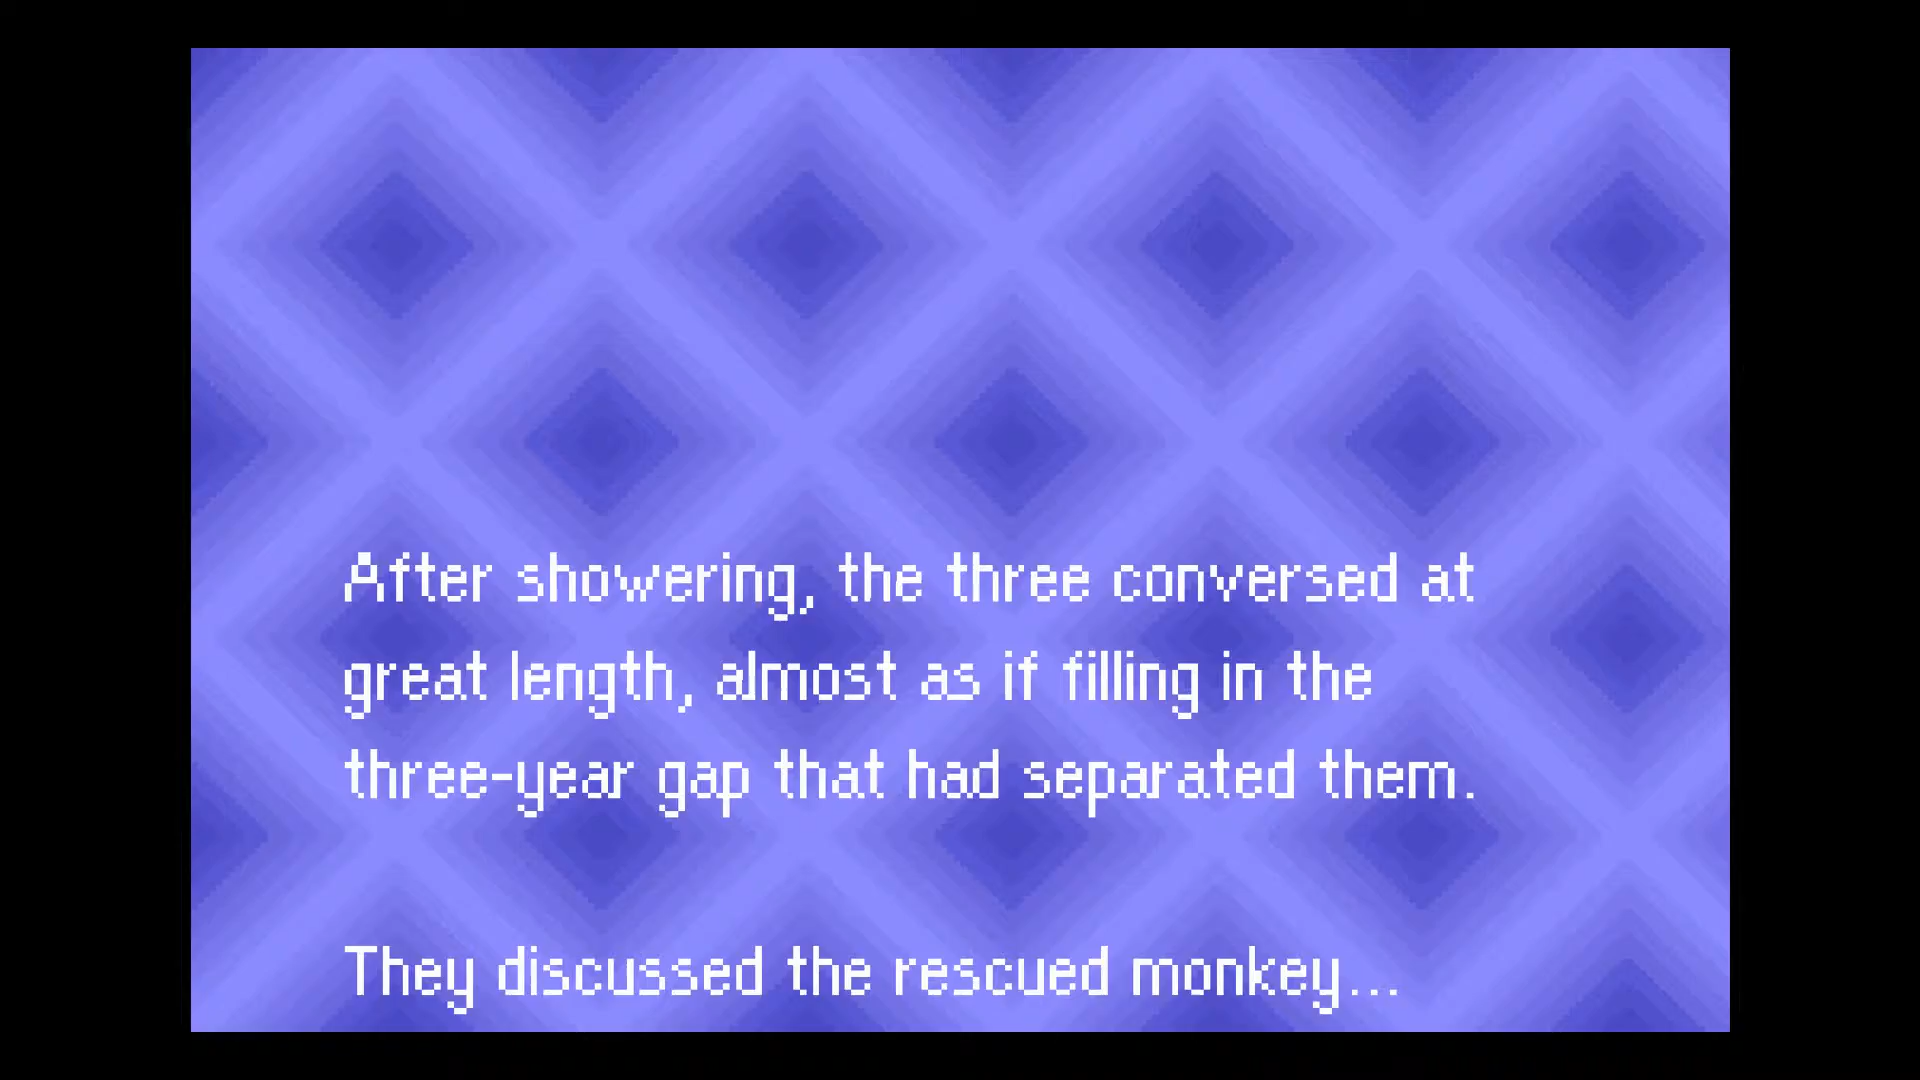 After showering, the three conversed at
great length, almost as if filling in the
three-year gap that had separated them.
They discussed the rescued monkey...